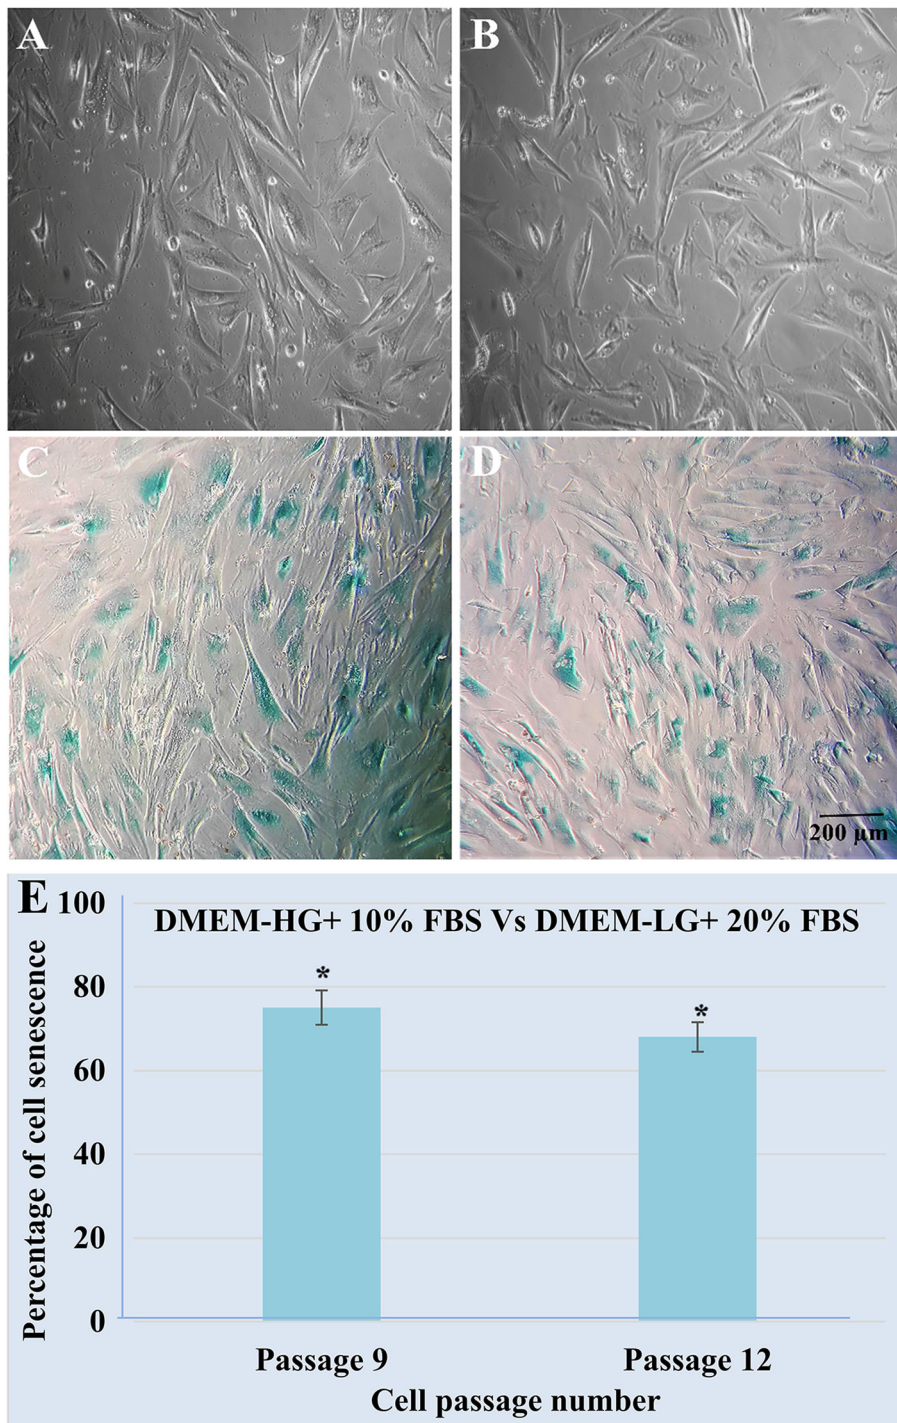 A
B
C
D
200 µm
E
DMEM-HG+ 10% FBS Vs DMEM-LG+ 20% FBS
Percentage of cell senescence
100
80
60
40
20
0
*
*
Passage 9
Passage 12
Cell passage number